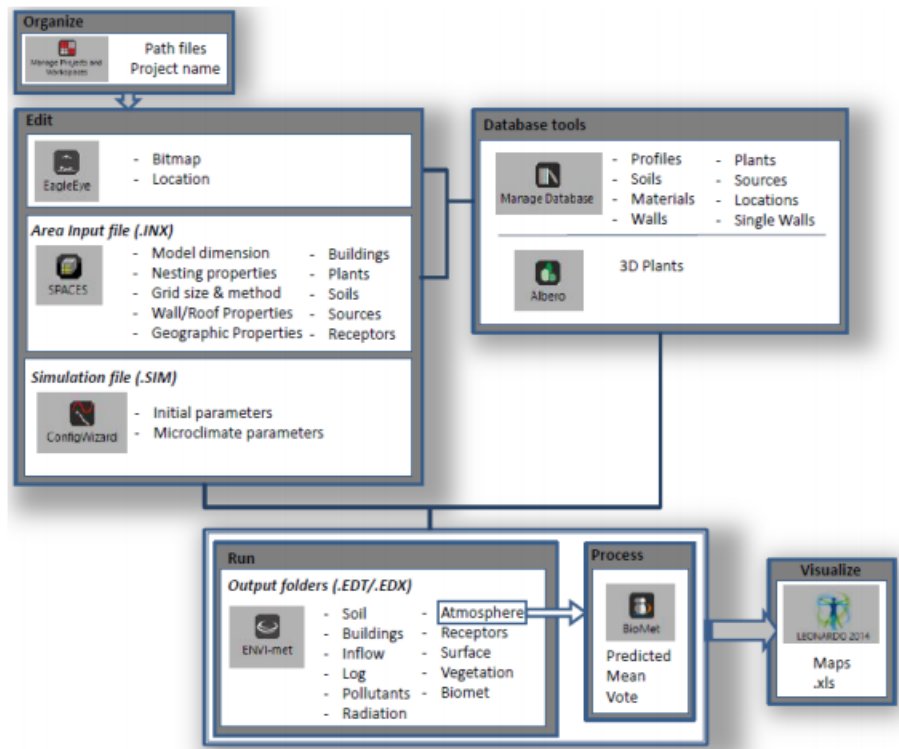 Organize
Manage Projects and
Workspaces
Path files
Project name
Edit
EagleEye
- Bitmap
- Location
Area Input file (.INX)
SPACES
- Model dimension
- Nesting properties
- Grid size & method
- Wall/Roof Properties
- Geographic Properties
- Buildings
- Plants
- Soils
- Sources
- Receptors
Simulation file (.SIM)
ConfigWizard
- Initial parameters
- Microclimate parameters
Database tools
Manage Database
- Profiles
- Soils
- Materials
- Walls
- Plants
- Sources
- Locations
- Single Walls
Albero
3D Plants
Run
Output folders (.EDT/.EDX)
ENVI-met
- Soil
- Buildings
- Inflow
- Log
- Pollutants
- Radiation
- Atmosphere
- Receptors
- Surface
- Vegetation
- Biomet
Process
BioMet
Predicted
Mean
Vote
Visualize
LEONARDO 2014
Maps
.xls